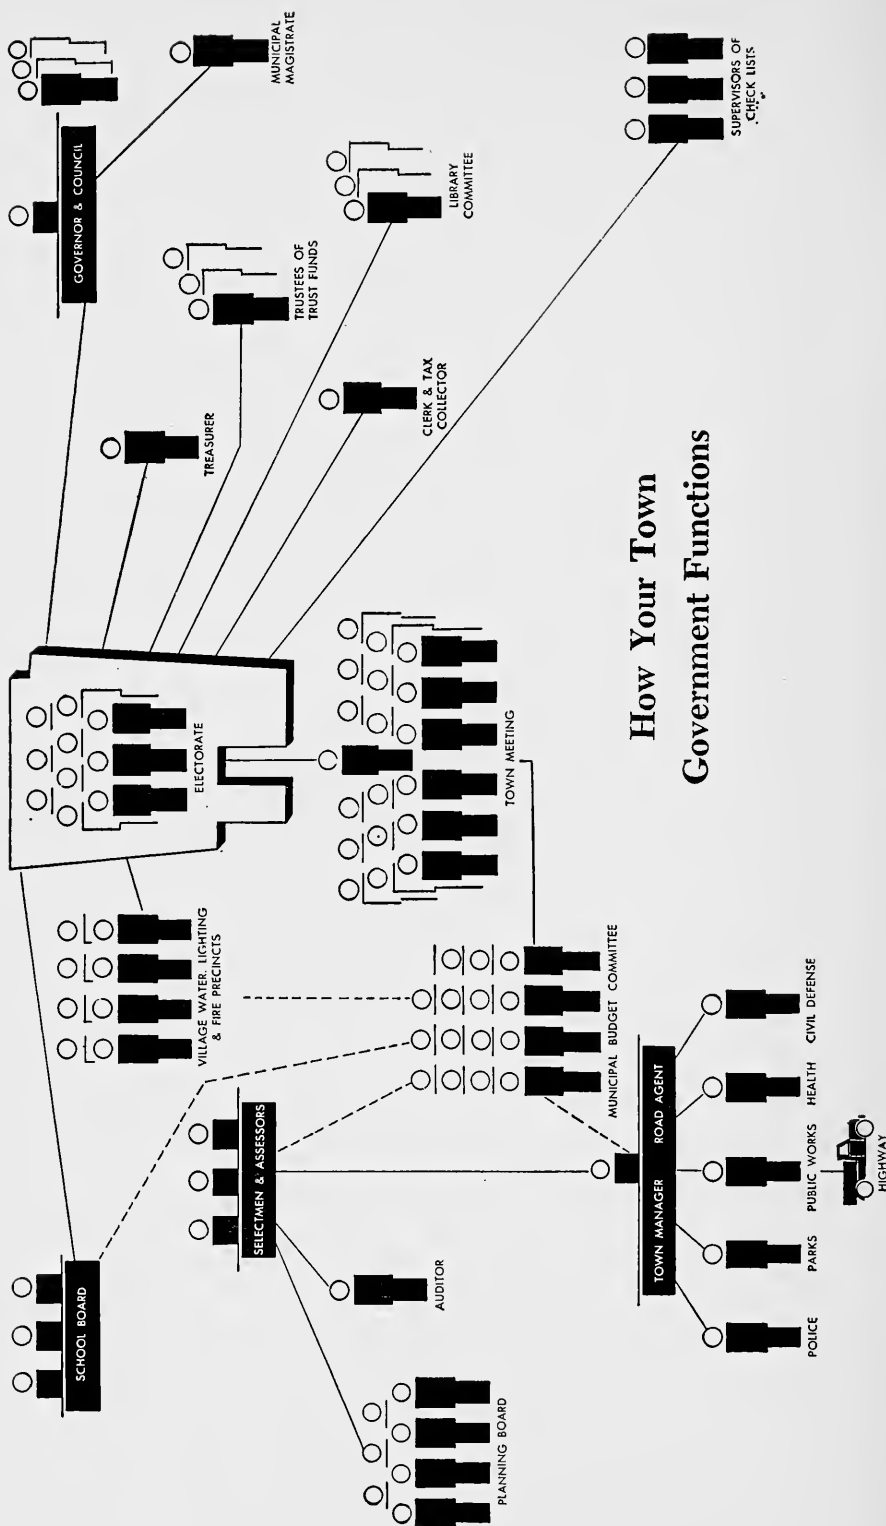 GOVERNOR & COUNCIL
MUNICIPAL
MAGISTRATE
TREASURER
TRUSTEES OF
TRUST FUNDS
LIBRARY
COMMITTEE
CLERK & TAX
COLLECTOR
SUPERVISORS OF
CHECK LISTS
ELECTORATE
SCHOOL BOARD
VILLAGE WATER, LIGHTING
& FIRE PRECINCTS
SELECTMEN & ASSESSORS
TOWN MEETING
AUDITOR
MUNICIPAL BUDGET COMMITTEE
PLANNING BOARD
TOWN MANAGER ROAD AGENT
POLICE
PARKS
PUBLIC WORKS
HEALTH
CIVIL DEFENSE
HIGHWAY
How Your Town
Government Functions